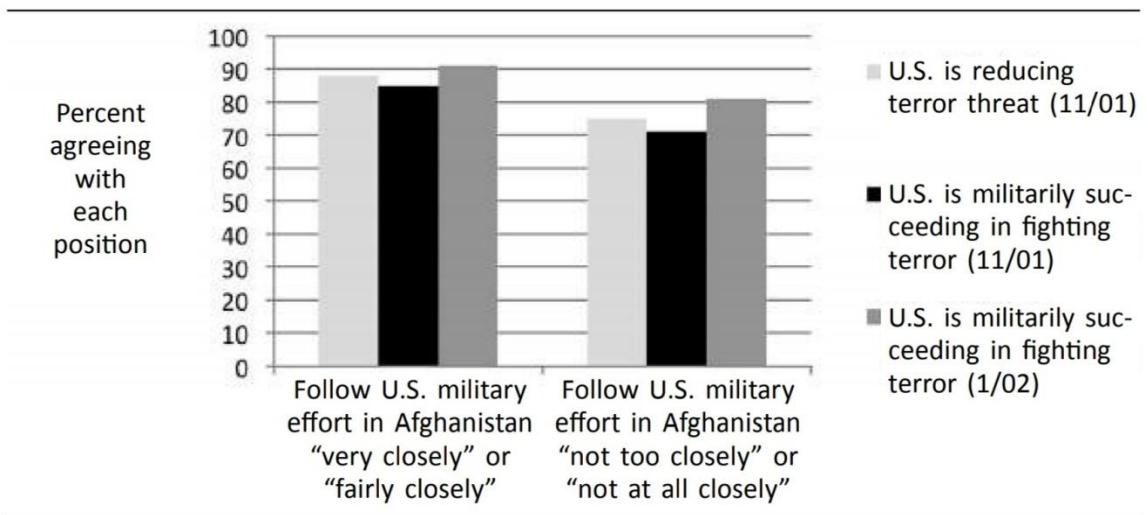 Percent
agreeing
with
each
position
100
90
80
70
60
50
40
30
20
10
0
Follow U.S. military
effort in Afghanistan
“very closely” or
“fairly closely”
Follow U.S. military
effort in Afghanistan
“not too closely” or
“not at all closely”
U.S. is reducing
terror threat (11/01)
U.S. is militarily suc-
ceeding in fighting
terror (11/01)
U.S. is militarily suc-
ceeding in fighting
terror (1/02)